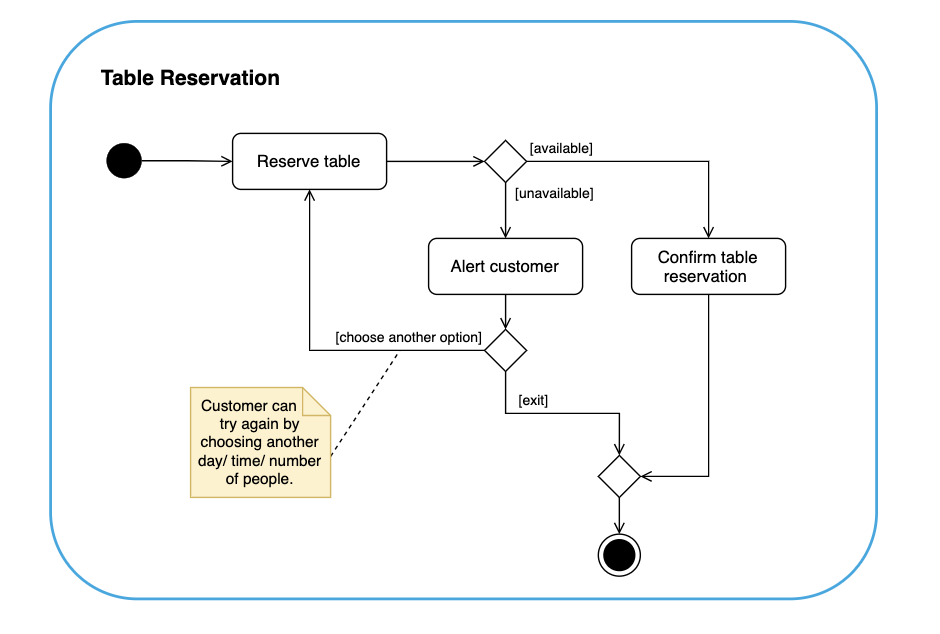 Table Reservation
Reserve table
[available]
[unavailable]
Alert customer
Confirm table
reservation
[choose another option]
[exit]
Customer can
try again by
choosing another
day/ time/ number
of people.